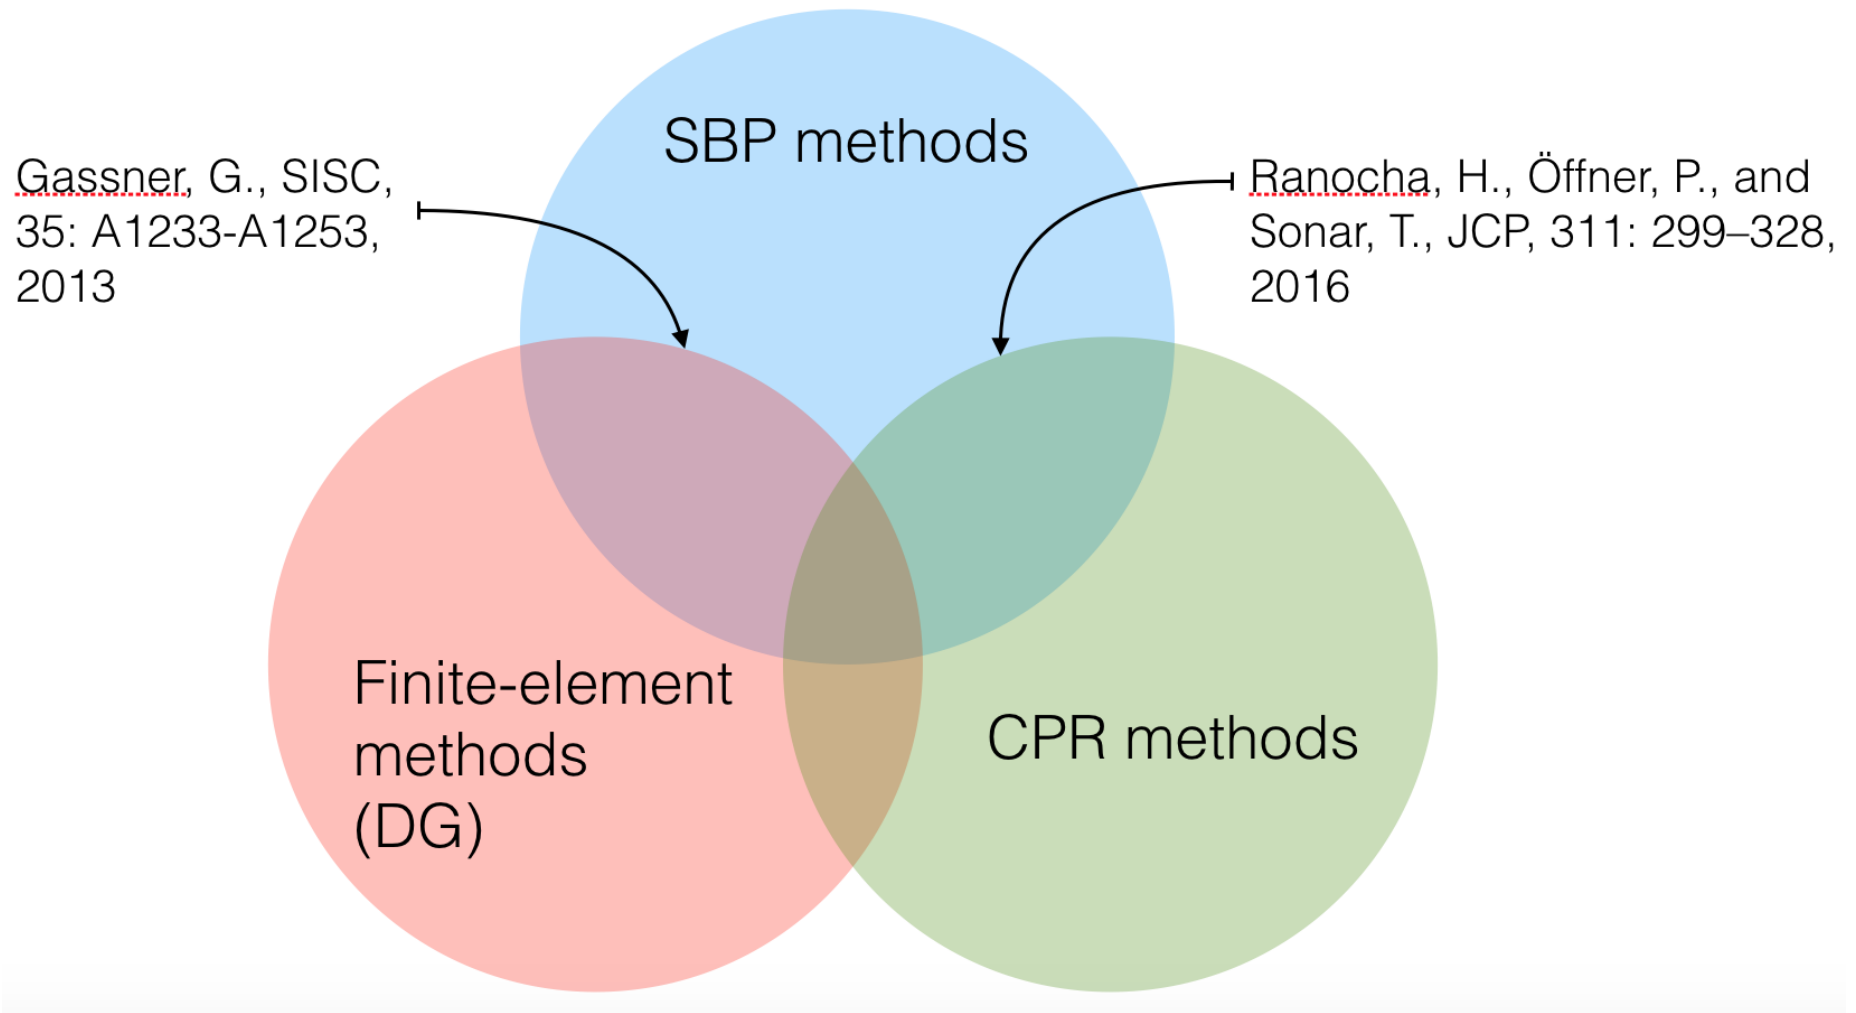 SBP methods
Gassner, G., SISC,
35: A1233-A1253,
2013
Ranocha, H., Öffner, P., and
Sonar, T., JCP, 311: 299–328,
2016
Finite-element
methods
(DG)
CPR methods